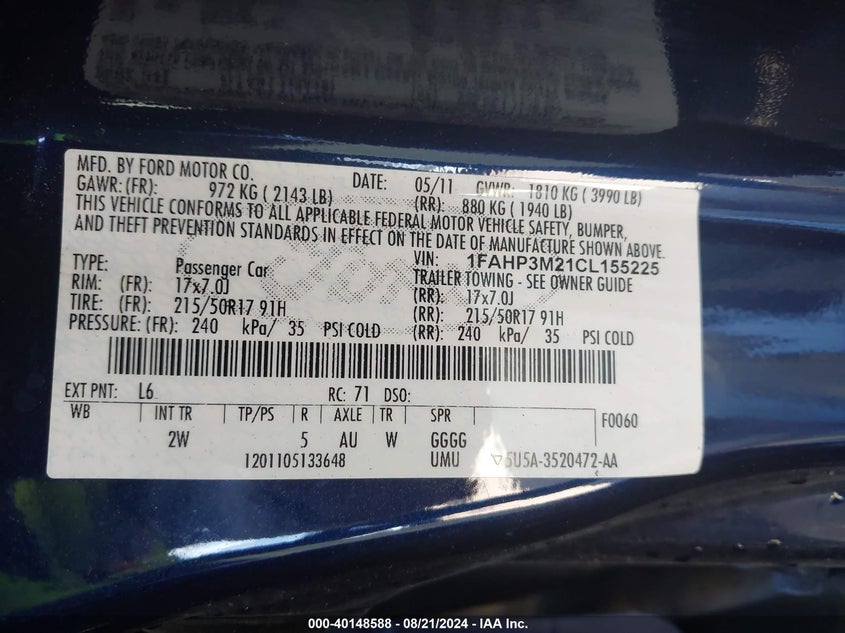 MFD. BY FORD MOTOR CO. DATE: 05/11 GVWR: 1810 KG ( 3990 LB)
GAWR: (FR): 972 KG ( 2143 LB) (RR): 880 KG ( 1940 LB)
THIS VEHICLE CONFORMS TO ALL APPLICABLE FEDERAL MOTOR VEHICLE SAFETY, BUMPER,
AND THEFT PREVENTION STANDARDS IN EFFECT ON THE DATE OF MANUFACTURE SHOWN ABOVE.
VIN: 1FAHP3M21CL155225
TYPE: Passenger Car TRAILER TOWING - SEE OWNER GUIDE
RIM: (FR): 17x7.0J (RR): 17x7.0J
TIRE: (FR): 215/50R17 91H (RR): 215/50R17 91H
PRESSURE: (FR): 240 kPa/ 35 PSI COLD (RR): 240 kPa/ 35 PSI COLD
EXT PNT: L6 RC: 71 DSO:
WB INT TR TP/PS R AXLE TR SPR F0060
2W 5 AU W GGGG
1201105133648 UMU 5U5A-3520472-AA
000-40148588 - 08/21/2024 - IAAI.com